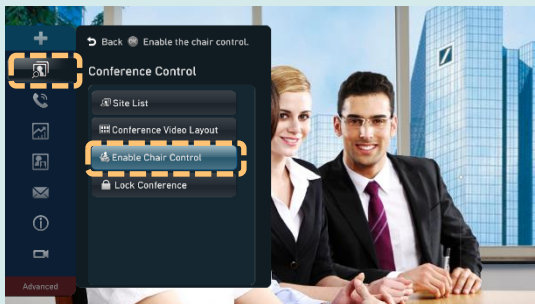 Back Enable the chair control.
Conference Control
Site List
Conference Video Layout
Enable Chair Control
Lock Conference
Advanced